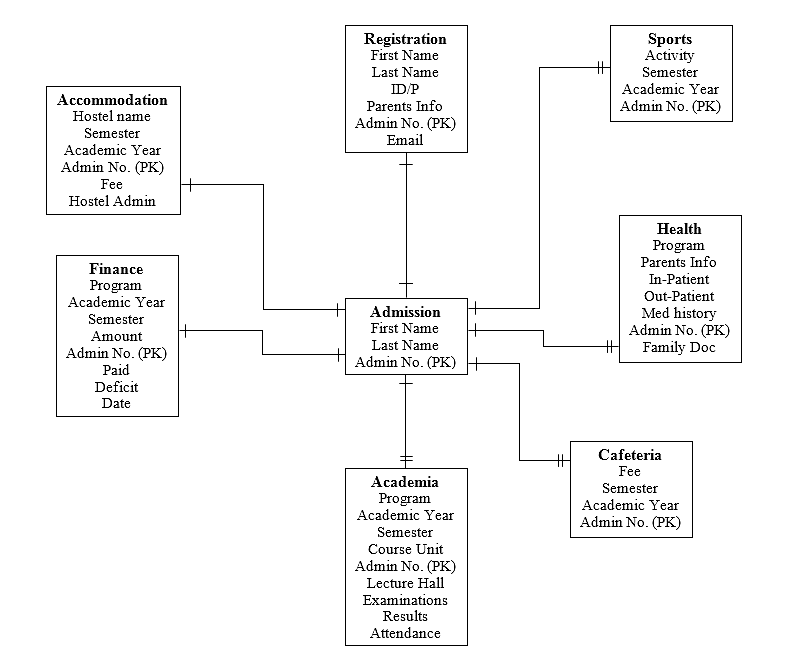 Registration
First Name
Last Name
ID/P
Parents Info
Admin No. (PK)
Email
Sports
Activity
Semester
Academic Year
Admin No. (PK)
Accommodation
Hostel name
Semester
Academic Year
Admin No. (PK)
Fee
Hostel Admin
Health
Program
Parents Info
In-Patient
Out-Patient
Med history
Admin No. (PK)
Family Doc
Finance
Program
Academic Year
Semester
Amount
Admin No. (PK)
Paid
Deficit
Date
Admission
First Name
Last Name
Admin No. (PK)
Cafeteria
Fee
Semester
Academic Year
Admin No. (PK)
Academia
Program
Academic Year
Semester
Course Unit
Admin No. (PK)
Lecture Hall
Examinations
Results
Attendance